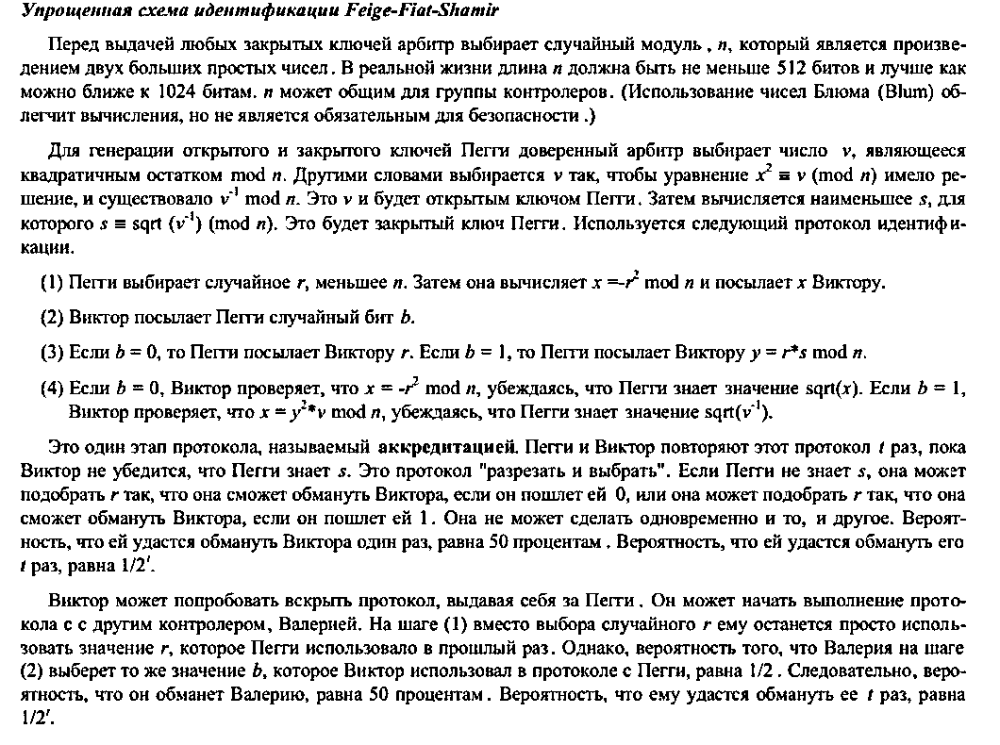 Упрощенная схема идентификации Feige-Fiat-Shamir
Перед выдачей любых закрытых ключей арбитр выбирает случайный модуль , n, который является произве-
дением двух больших простых чисел. В реальной жизни длина n должна быть не меньше 512 битов и лучше как
можно ближе к 1024 битам. n может общим для группы контролеров. (Использование чисел Блюма (Blum) об-
легчит вычисления, но не является обязательным для безопасности .)
Для генерации открытого и закрытого ключей Пегги доверенный арбитр выбирает число v, являющееся
квадратичным остатком mod n. Другими словами выбирается v так, чтобы уравнение x² ≡ v (mod n) имело ре-
шение, и существовало v⁻¹ mod n. Это v и будет открытым ключом Пегги. Затем вычисляется наименьшее s, для
которого s ≡ sqrt (v⁻¹) (mod n). Это будет закрытый ключ Пегги. Используется следующий протокол идентифи-
кации.
(1) Пегги выбирает случайное r, меньшее n. Затем она вычисляет x =-r² mod n и посылает x Виктору.
(2) Виктор посылает Пегги случайный бит b.
(3) Если b = 0, то Пегги посылает Виктору r. Если b = 1, то Пегги посылает Виктору y = r*s mod n.
(4) Если b = 0, Виктор проверяет, что x = -r² mod n, убеждаясь, что Пегги знает значение sqrt(x). Если b = 1,
Виктор проверяет, что x = y²*v mod n, убеждаясь, что Пегги знает значение sqrt(v⁻¹).
Это один этап протокола, называемый аккредитацией. Пегги и Виктор повторяют этот протокол t раз, пока
Виктор не убедится, что Пегги знает s. Это протокол "разрезать и выбрать". Если Пегги не знает s, она может
подобрать r так, что она сможет обмануть Виктора, если он пошлет ей 0, или она может подобрать r так, что она
сможет обмануть Виктора, если он пошлет ей 1. Она не может сделать одновременно и то, и другое. Вероят-
ность, что ей удастся обмануть Виктора один раз, равна 50 процентам . Вероятность, что ей удастся обмануть его
t раз, равна 1/2ᵗ.
Виктор может попробовать вскрыть протокол, выдавая себя за Пегги. Он может начать выполнение прото-
кола с с другим контролером, Валерией. На шаге (1) вместо выбора случайного r ему останется просто исполь-
зовать значение r, которое Пегги использовало в прошлый раз. Однако, вероятность того, что Валерия на шаге
(2) выберет то же значение b, которое Виктор использовал в протоколе с Пегги, равна 1/2 . Следовательно, веро-
ятность, что он обманет Валерию, равна 50 процентам . Вероятность, что ему удастся обмануть ее t раз, равна
1/2ᵗ.